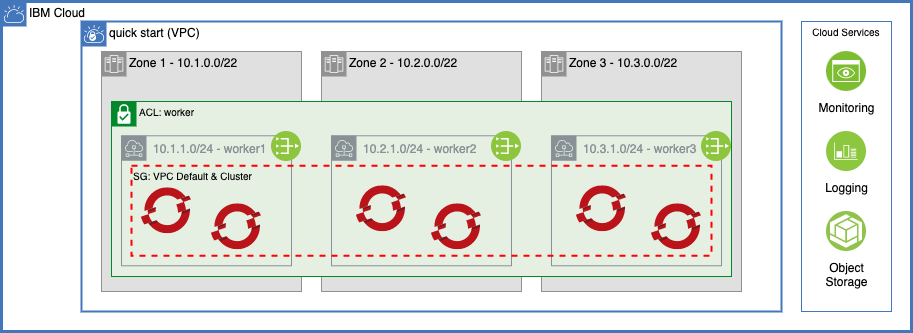 IBM Cloud
quick start (VPC)
Zone 1 - 10.1.0.0/22
Zone 2 - 10.2.0.0/22
Zone 3 - 10.3.0.0/22
ACL: worker
10.1.1.0/24 - worker1
10.2.1.0/24 - worker2
10.3.1.0/24 - worker3
SG: VPC Default & Cluster
Cloud Services
Monitoring
Logging
Object
Storage